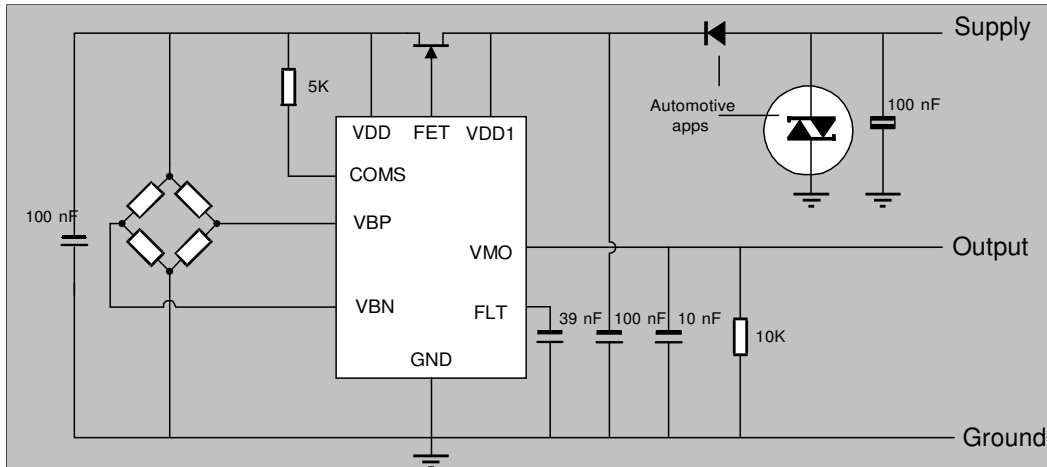 Supply
5K
100 nF
Automotive
apps
VDD FET VDD1
COMS
100 nF
VBP
VMO
Output
VBN
FLT
39 nF
100 nF
10 nF
10K
GND
Ground